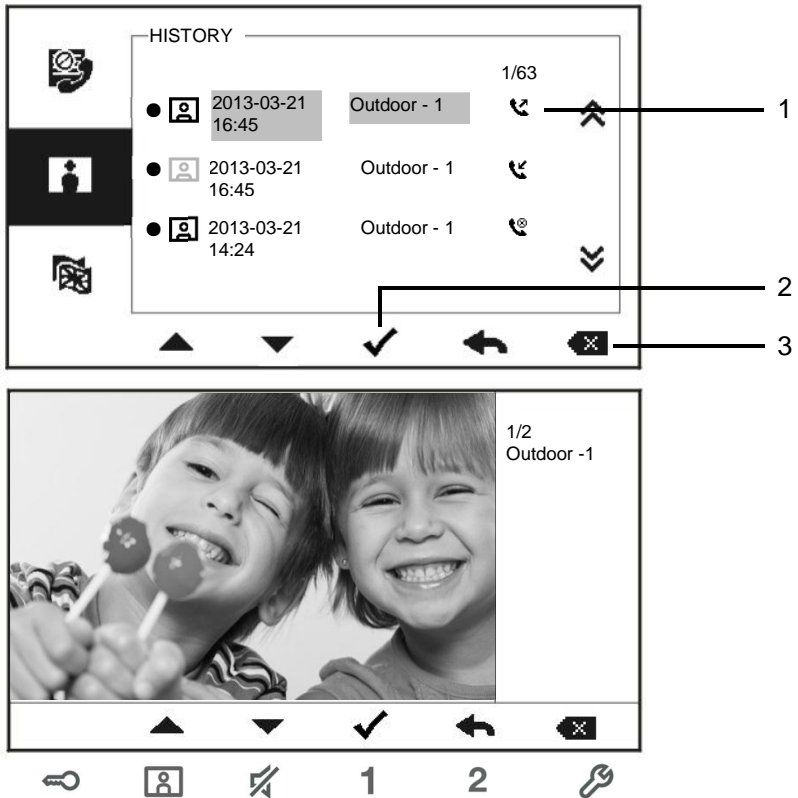 HISTORY
1/63
2013-03-21 Outdoor - 1
16:45
1
2013-03-21 Outdoor - 1
16:45
2013-03-21 Outdoor - 1
14:24
2
3
1/2
Outdoor -1
1 2